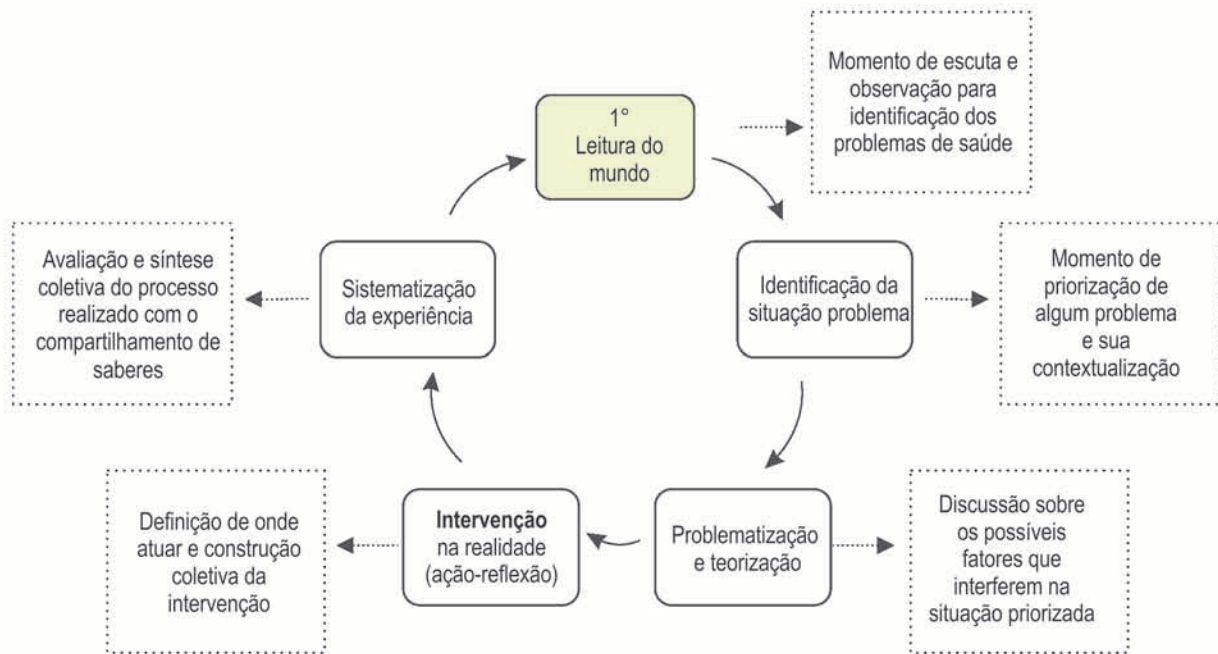 1°
Leitura do
mundo
Momento de escuta e
observação para
identificação dos
problemas de saúde
Identificação da
situação problema
Momento de
priorização de
algum problema
e sua
contextualização
Problematização
e teorização
Discussão sobre
os possíveis
fatores que
interferem na
situação priorizada
Intervenção
na realidade
(ação-reflexão)
Definição de onde
atuar e construção
coletiva da
intervenção
Sistematização
da experiência
Avaliação e síntese
coletiva do processo
realizado com o
compartilhamento de
saberes